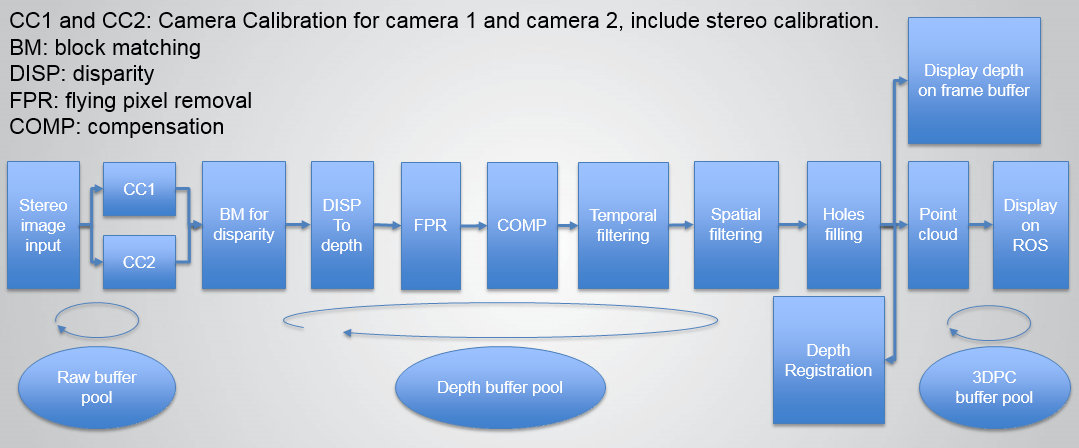 CC1 and CC2: Camera Calibration for camera 1 and camera 2, include stereo calibration.
BM: block matching
DISP: disparity
FPR: flying pixel removal
COMP: compensation
Display depth
on frame buffer
Stereo
image
input
CC1
CC2
BM for
disparity
DISP
To
depth
FPR
COMP
Temporal
filtering
Spatial
filtering
Holes
filling
Point
cloud
Display
on
ROS
Raw buffer
pool
Depth buffer pool
Depth
Registration
3DPC
buffer pool